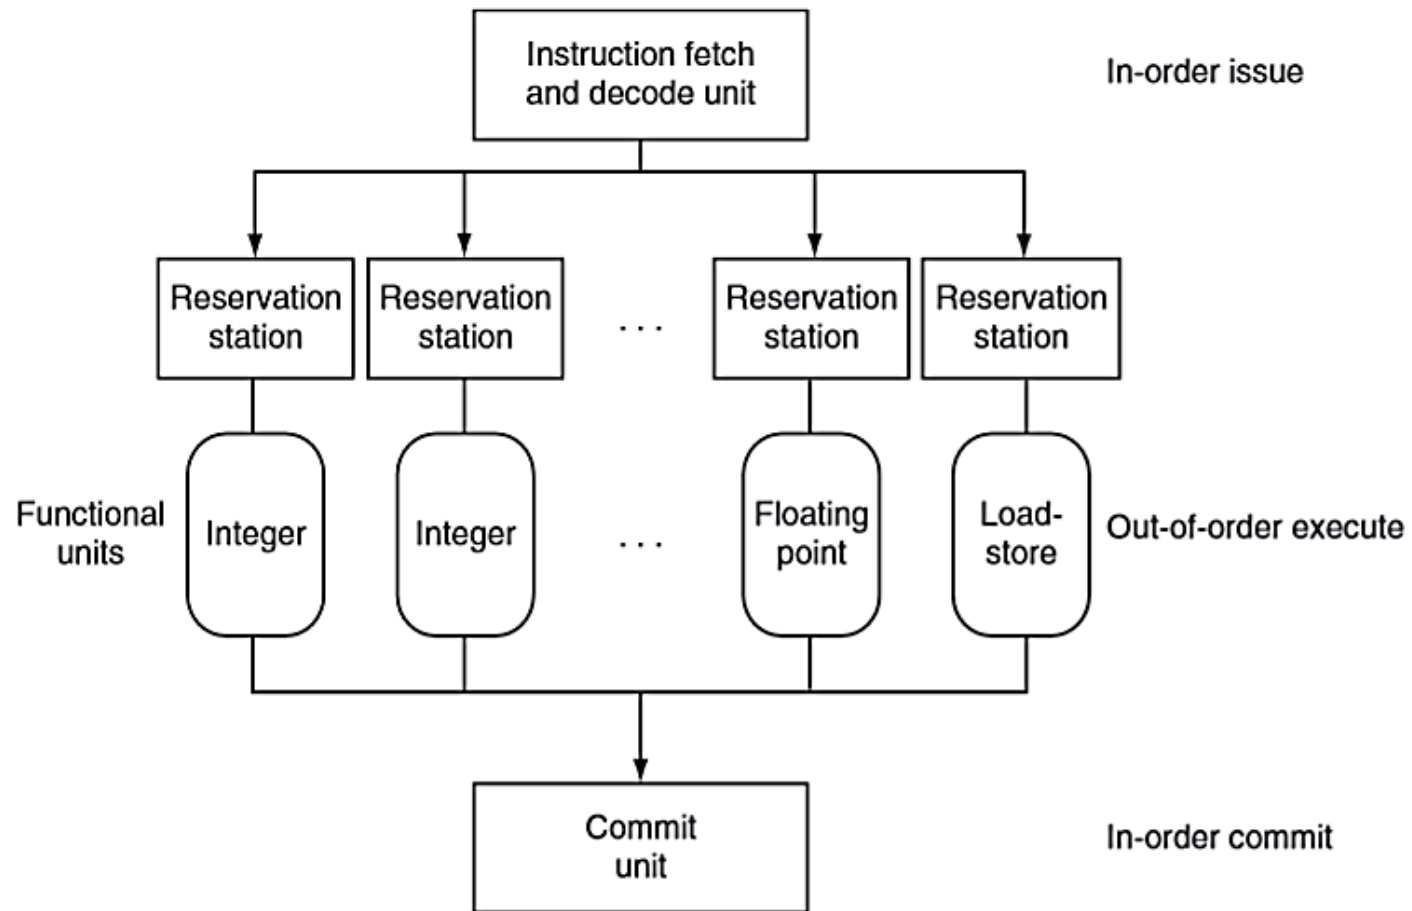 Instruction fetch
and decode unit
In-order issue
Reservation
station
Reservation
station
...
Reservation
station
Reservation
station
Functional
units
Integer
Integer
...
Floating
point
Load-
store
Out-of-order execute
Commit
unit
In-order commit